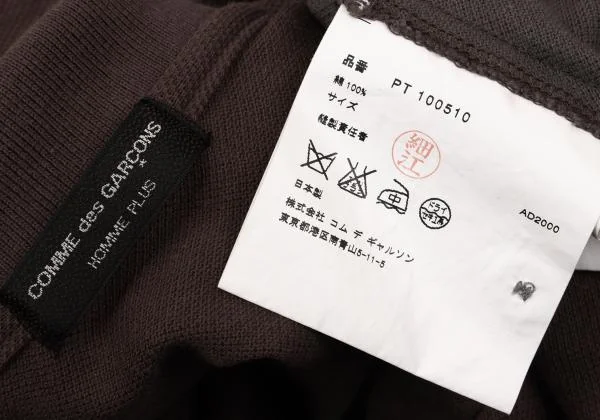 COMME des GARCONS
HOMME PLUS
品番 PT 100510
綿 100%
サイズ
縫製責任者
細江
ドライ
日本製
AD2000
株式会社 コム デ ギャルソン
東京都港区南青山5-11-5